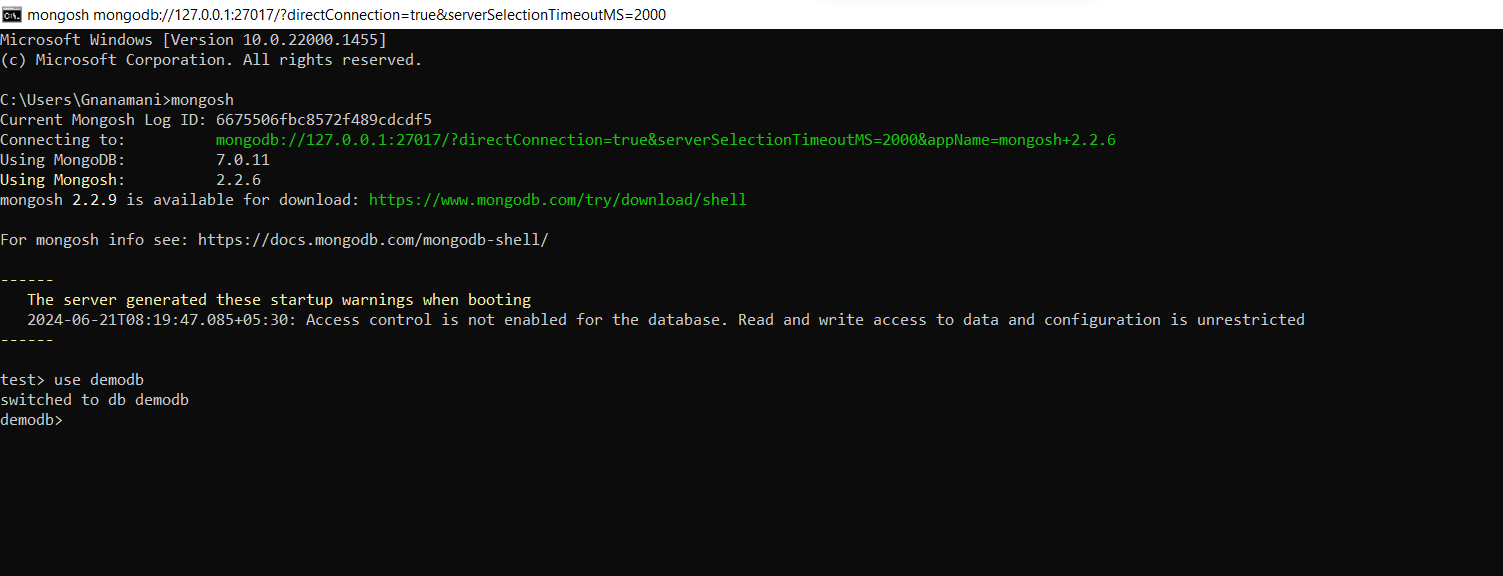 mongosh mongodb://127.0.0.1:27017/?directConnection=true&serverSelectionTimeoutMS=2000
Microsoft Windows [Version 10.0.22000.1455]
(c) Microsoft Corporation. All rights reserved.
C:\Users\Gnanamani>mongosh
Current Mongosh Log ID: 6675506fbc8572f489cdcdf5
Connecting to:          mongodb://127.0.0.1:27017/?directConnection=true&serverSelectionTimeoutMS=2000&appName=mongosh+2.2.6
Using MongoDB:          7.0.11
Using Mongosh:          2.2.6
mongosh 2.2.9 is available for download: https://www.mongodb.com/try/download/shell
For mongosh info see: https://docs.mongodb.com/mongodb-shell/
------
   The server generated these startup warnings when booting
   2024-06-21T08:19:47.085+05:30: Access control is not enabled for the database. Read and write access to data and configuration is unrestricted
------
test> use demodb
switched to db demodb
demodb>